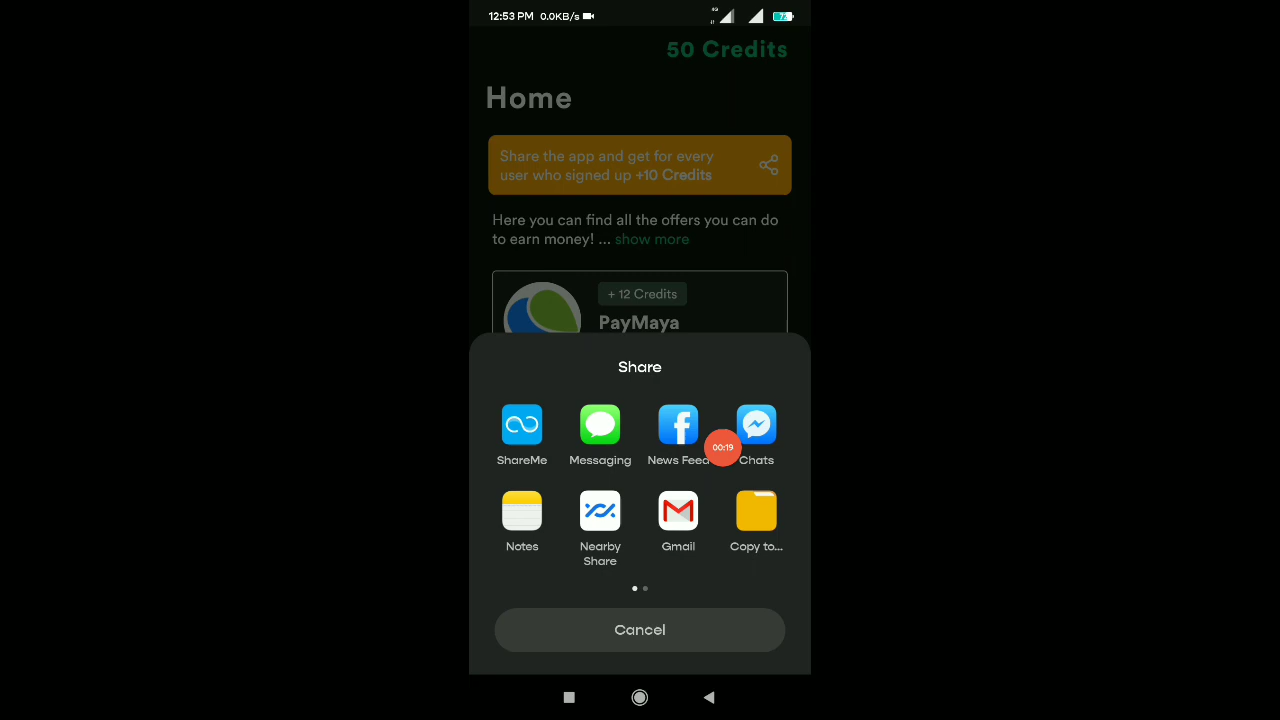 12:53 PM 0.0KB/s 4G 72
50 Credits
Home
Share the app and get for every
user who signed up +10 Credits
Here you can find all the offers you can do
to earn money! ... show more
+ 12 Credits
PayMaya
Share
ShareMe Messaging News Feed 00:19 Chats
Notes Nearby Gmail Copy to...
Share
Cancel